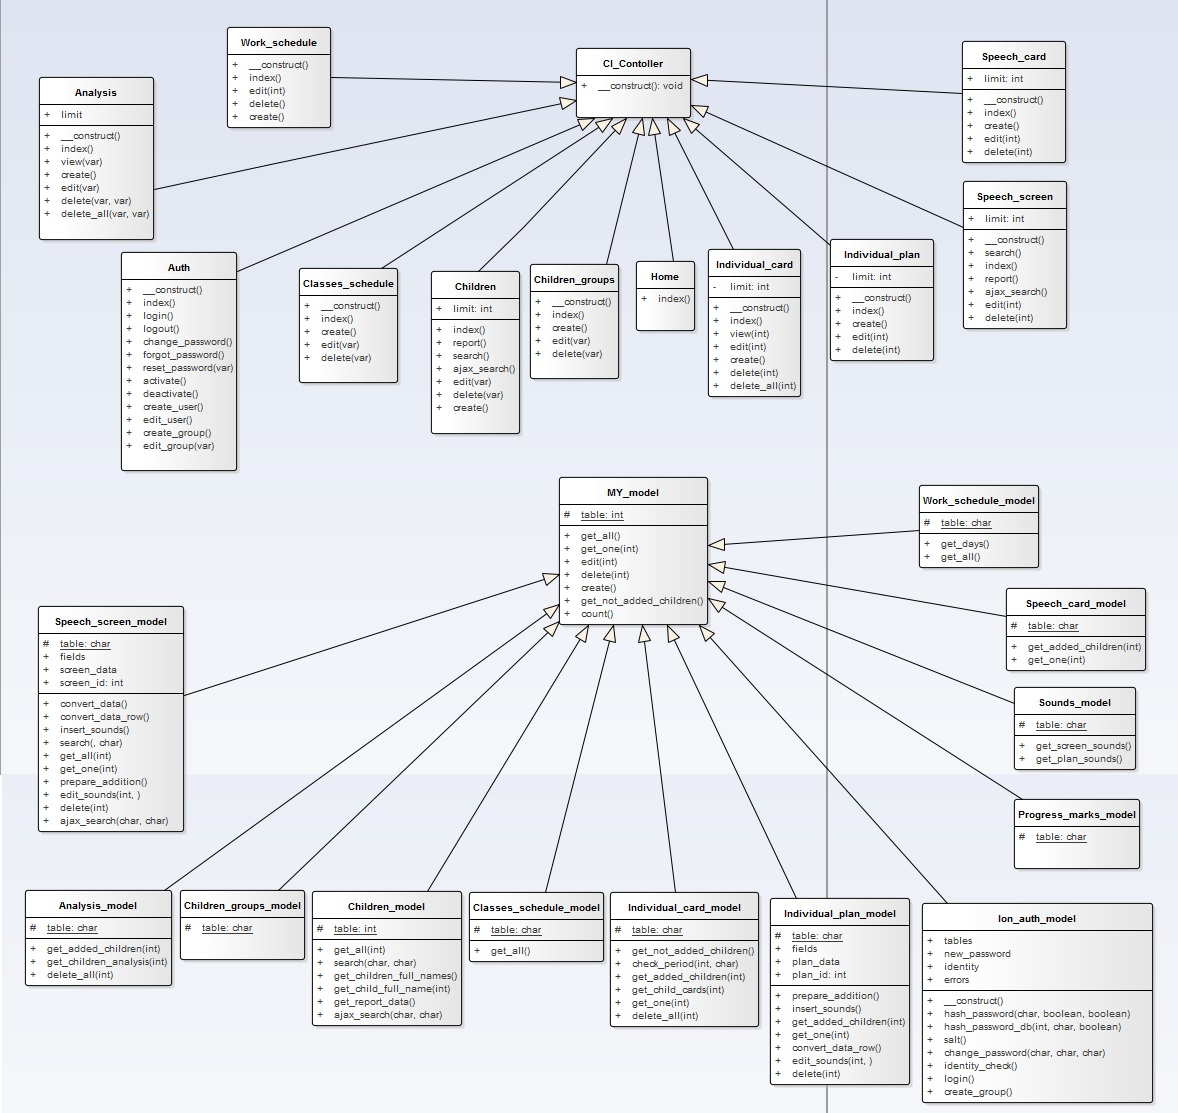 Work_schedule
+ __construct()
+ index()
+ edit(int)
+ delete()
+ create()
CI_Contoller
+ __construct(): void
Speech_card
+ limit: int
+ __construct()
+ index()
+ create()
+ edit(int)
+ delete(int)
Analysis
+ limit
+ __construct()
+ index()
+ view(var)
+ create()
+ edit(var)
+ delete(var, var)
+ delete_all(var, var)
Speech_screen
+ limit: int
+ __construct()
+ search()
+ index()
+ report()
+ ajax_search()
+ edit(int)
+ delete(int)
Auth
+ __construct()
+ index()
+ login()
+ logout()
+ change_password()
+ forgot_password()
+ reset_password(var)
+ activate()
+ deactivate()
+ create_user()
+ edit_user()
+ create_group()
+ edit_group(var)
Classes_schedule
+ __construct()
+ index()
+ create()
+ edit(var)
+ delete(var)
Children
+ limit: int
+ index()
+ report()
+ search()
+ ajax_search()
+ edit(var)
+ delete(var)
+ create()
Children_groups
+ __construct()
+ index()
+ create()
+ edit(var)
+ delete(var)
Home
+ index()
Individual_card
- limit: int
+ __construct()
+ index()
+ view(int)
+ edit(int)
+ create()
+ delete(int)
+ delete_all(int)
Individual_plan
- limit: int
+ __construct()
+ index()
+ create()
+ edit(int)
+ delete(int)
MY_model
# table: int
+ get_all()
+ get_one(int)
+ edit(int)
+ delete(int)
+ create()
+ get_not_added_children()
+ count()
Work_schedule_model
# table: char
+ get_days()
+ get_all()
Speech_card_model
# table: char
+ get_added_children(int)
+ get_one(int)
Speech_screen_model
# table: char
+ fields
+ screen_data
+ screen_id: int
+ convert_data()
+ convert_data_row()
+ insert_sounds()
+ search(, char)
+ get_all(int)
+ get_one(int)
+ prepare_addition()
+ edit_sounds(int, )
+ delete(int)
+ ajax_search(char, char)
Sounds_model
# table: char
+ get_screen_sounds()
+ get_plan_sounds()
Progress_marks_model
# table: char
Analysis_model
# table: char
+ get_added_children(int)
+ get_children_analysis(int)
+ delete_all(int)
Children_groups_model
# table: char
Children_model
# table: int
+ get_all(int)
+ search(char, char)
+ get_children_full_names()
+ get_child_full_name(int)
+ get_report_data()
+ ajax_search(char, char)
Classes_schedule_model
# table: char
+ get_all()
Individual_card_model
# table: char
+ get_not_added_children()
+ check_period(int, char)
+ get_added_children(int)
+ get_child_cards(int)
+ get_one(int)
+ delete_all(int)
Individual_plan_model
# table: char
+ fields
+ plan_data
+ plan_id: int
+ prepare_addition()
+ insert_sounds()
+ get_added_children(int)
+ get_one(int)
+ convert_data_row()
+ edit_sounds(int, )
+ delete(int)
Ion_auth_model
+ tables
+ new_password
+ identity
+ errors
+ __construct()
+ hash_password(char, boolean, boolean)
+ hash_password_db(int, char, boolean)
+ salt()
+ change_password(char, char, char)
+ identity_check()
+ login()
+ create_group()